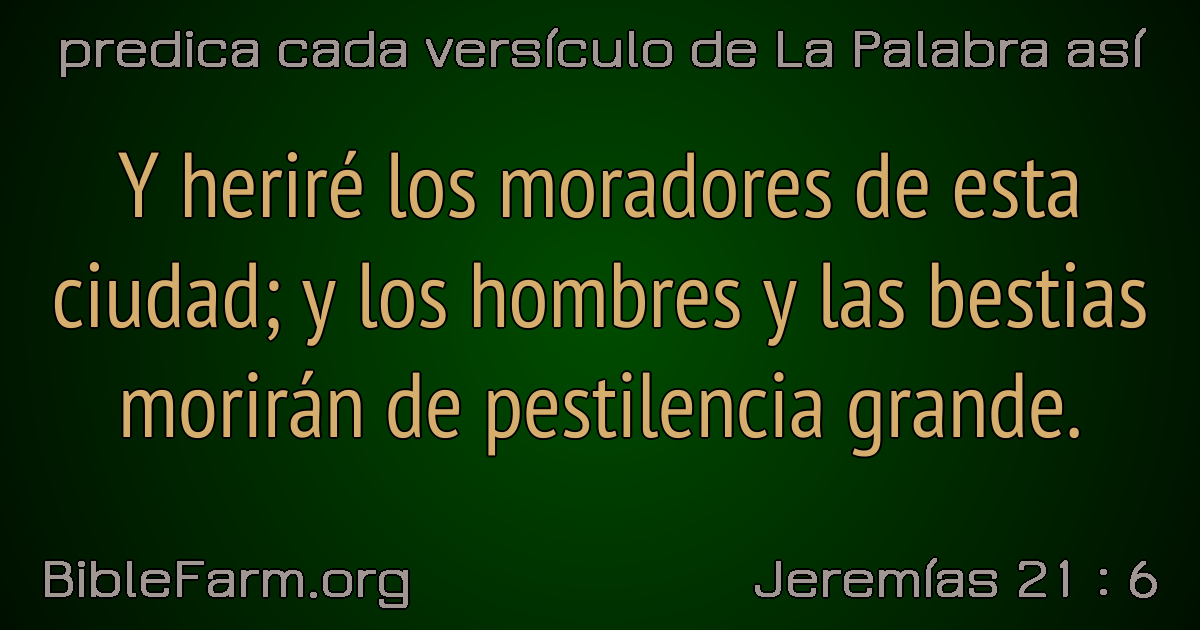 predica cada versículo de La Palabra así
Y heriré los moradores de esta
ciudad; y los hombres y las bestias
morirán de pestilencia grande.
BibleFarm.org
Jeremías 21 : 6